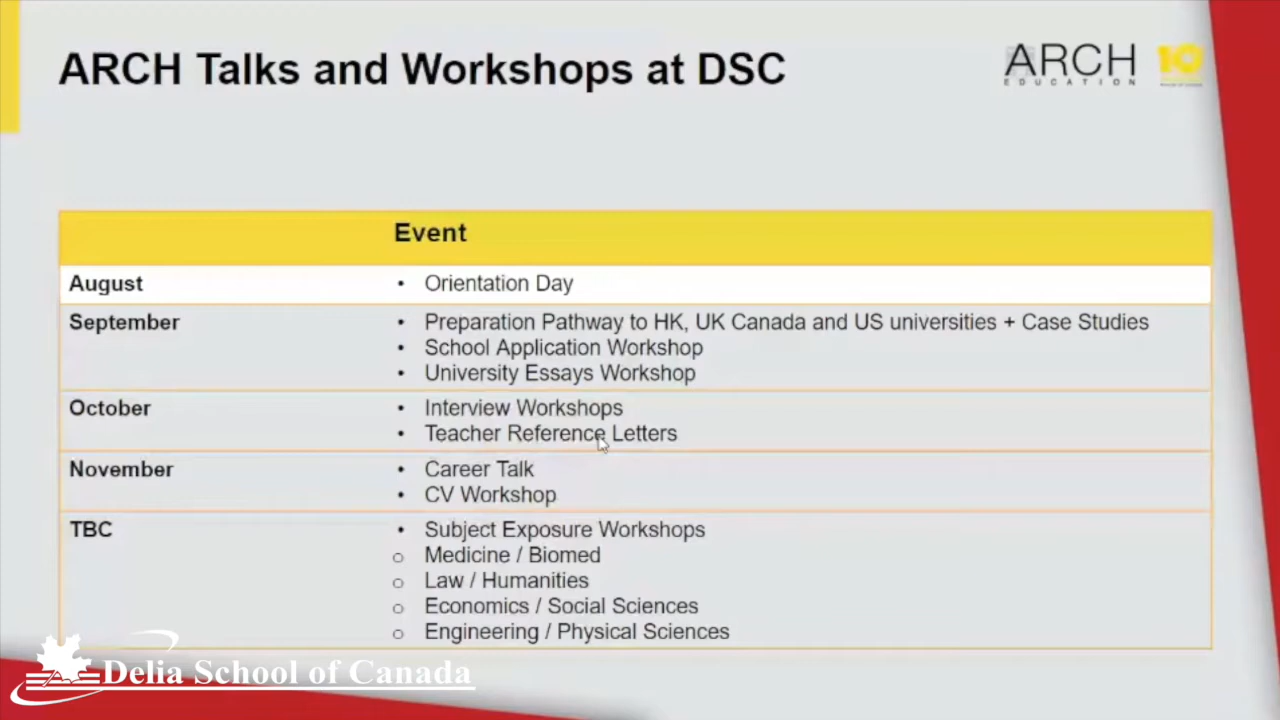 ARCH Talks and Workshops at DSC
ARCH 10
EDUCATION
Event
August
• Orientation Day
September
• Preparation Pathway to HK, UK Canada and US universities + Case Studies
• School Application Workshop
• University Essays Workshop
October
• Interview Workshops
• Teacher Reference Letters
November
• Career Talk
• CV Workshop
TBC
• Subject Exposure Workshops
o Medicine / Biomed
o Law / Humanities
o Economics / Social Sciences
o Engineering / Physical Sciences
Delia School of Canada